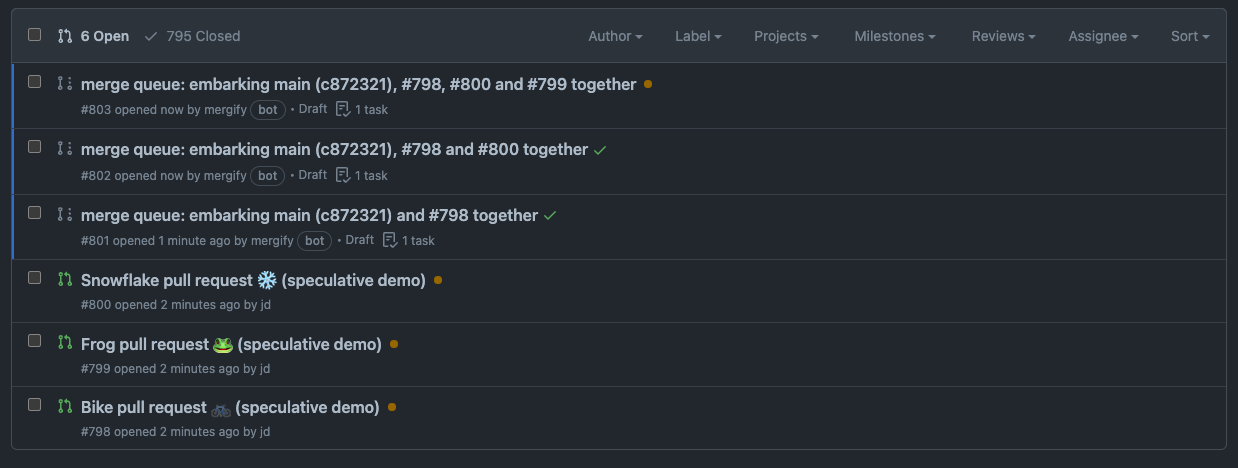 6 Open 795 Closed Author Label Projects Milestones Reviews Assignee Sort
merge queue: embarking main (c872321), #798, #800 and #799 together
#803 opened now by mergify bot • Draft 1 task
merge queue: embarking main (c872321), #798 and #800 together
#802 opened now by mergify bot • Draft 1 task
merge queue: embarking main (c872321) and #798 together
#801 opened 1 minute ago by mergify bot • Draft 1 task
Snowflake pull request ❄️ (speculative demo)
#800 opened 2 minutes ago by jd
Frog pull request 🐸 (speculative demo)
#799 opened 2 minutes ago by jd
Bike pull request 🚲 (speculative demo)
#798 opened 2 minutes ago by jd